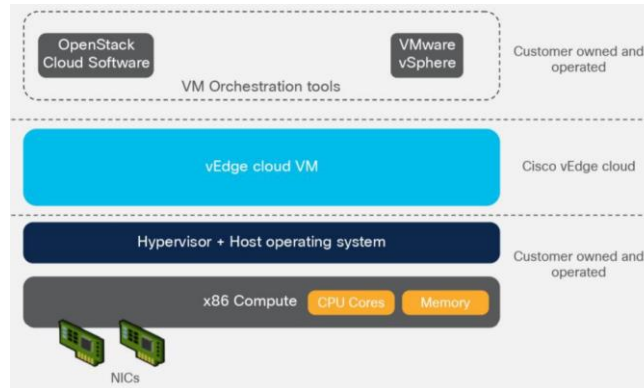 OpenStack
Cloud Software
VMware
vSphere
VM Orchestration tools
Customer owned and
operated
vEdge cloud VM
Cisco vEdge cloud
Hypervisor + Host operating system
Customer owned and
operated
x86 Compute
CPU Cores
Memory
NICs